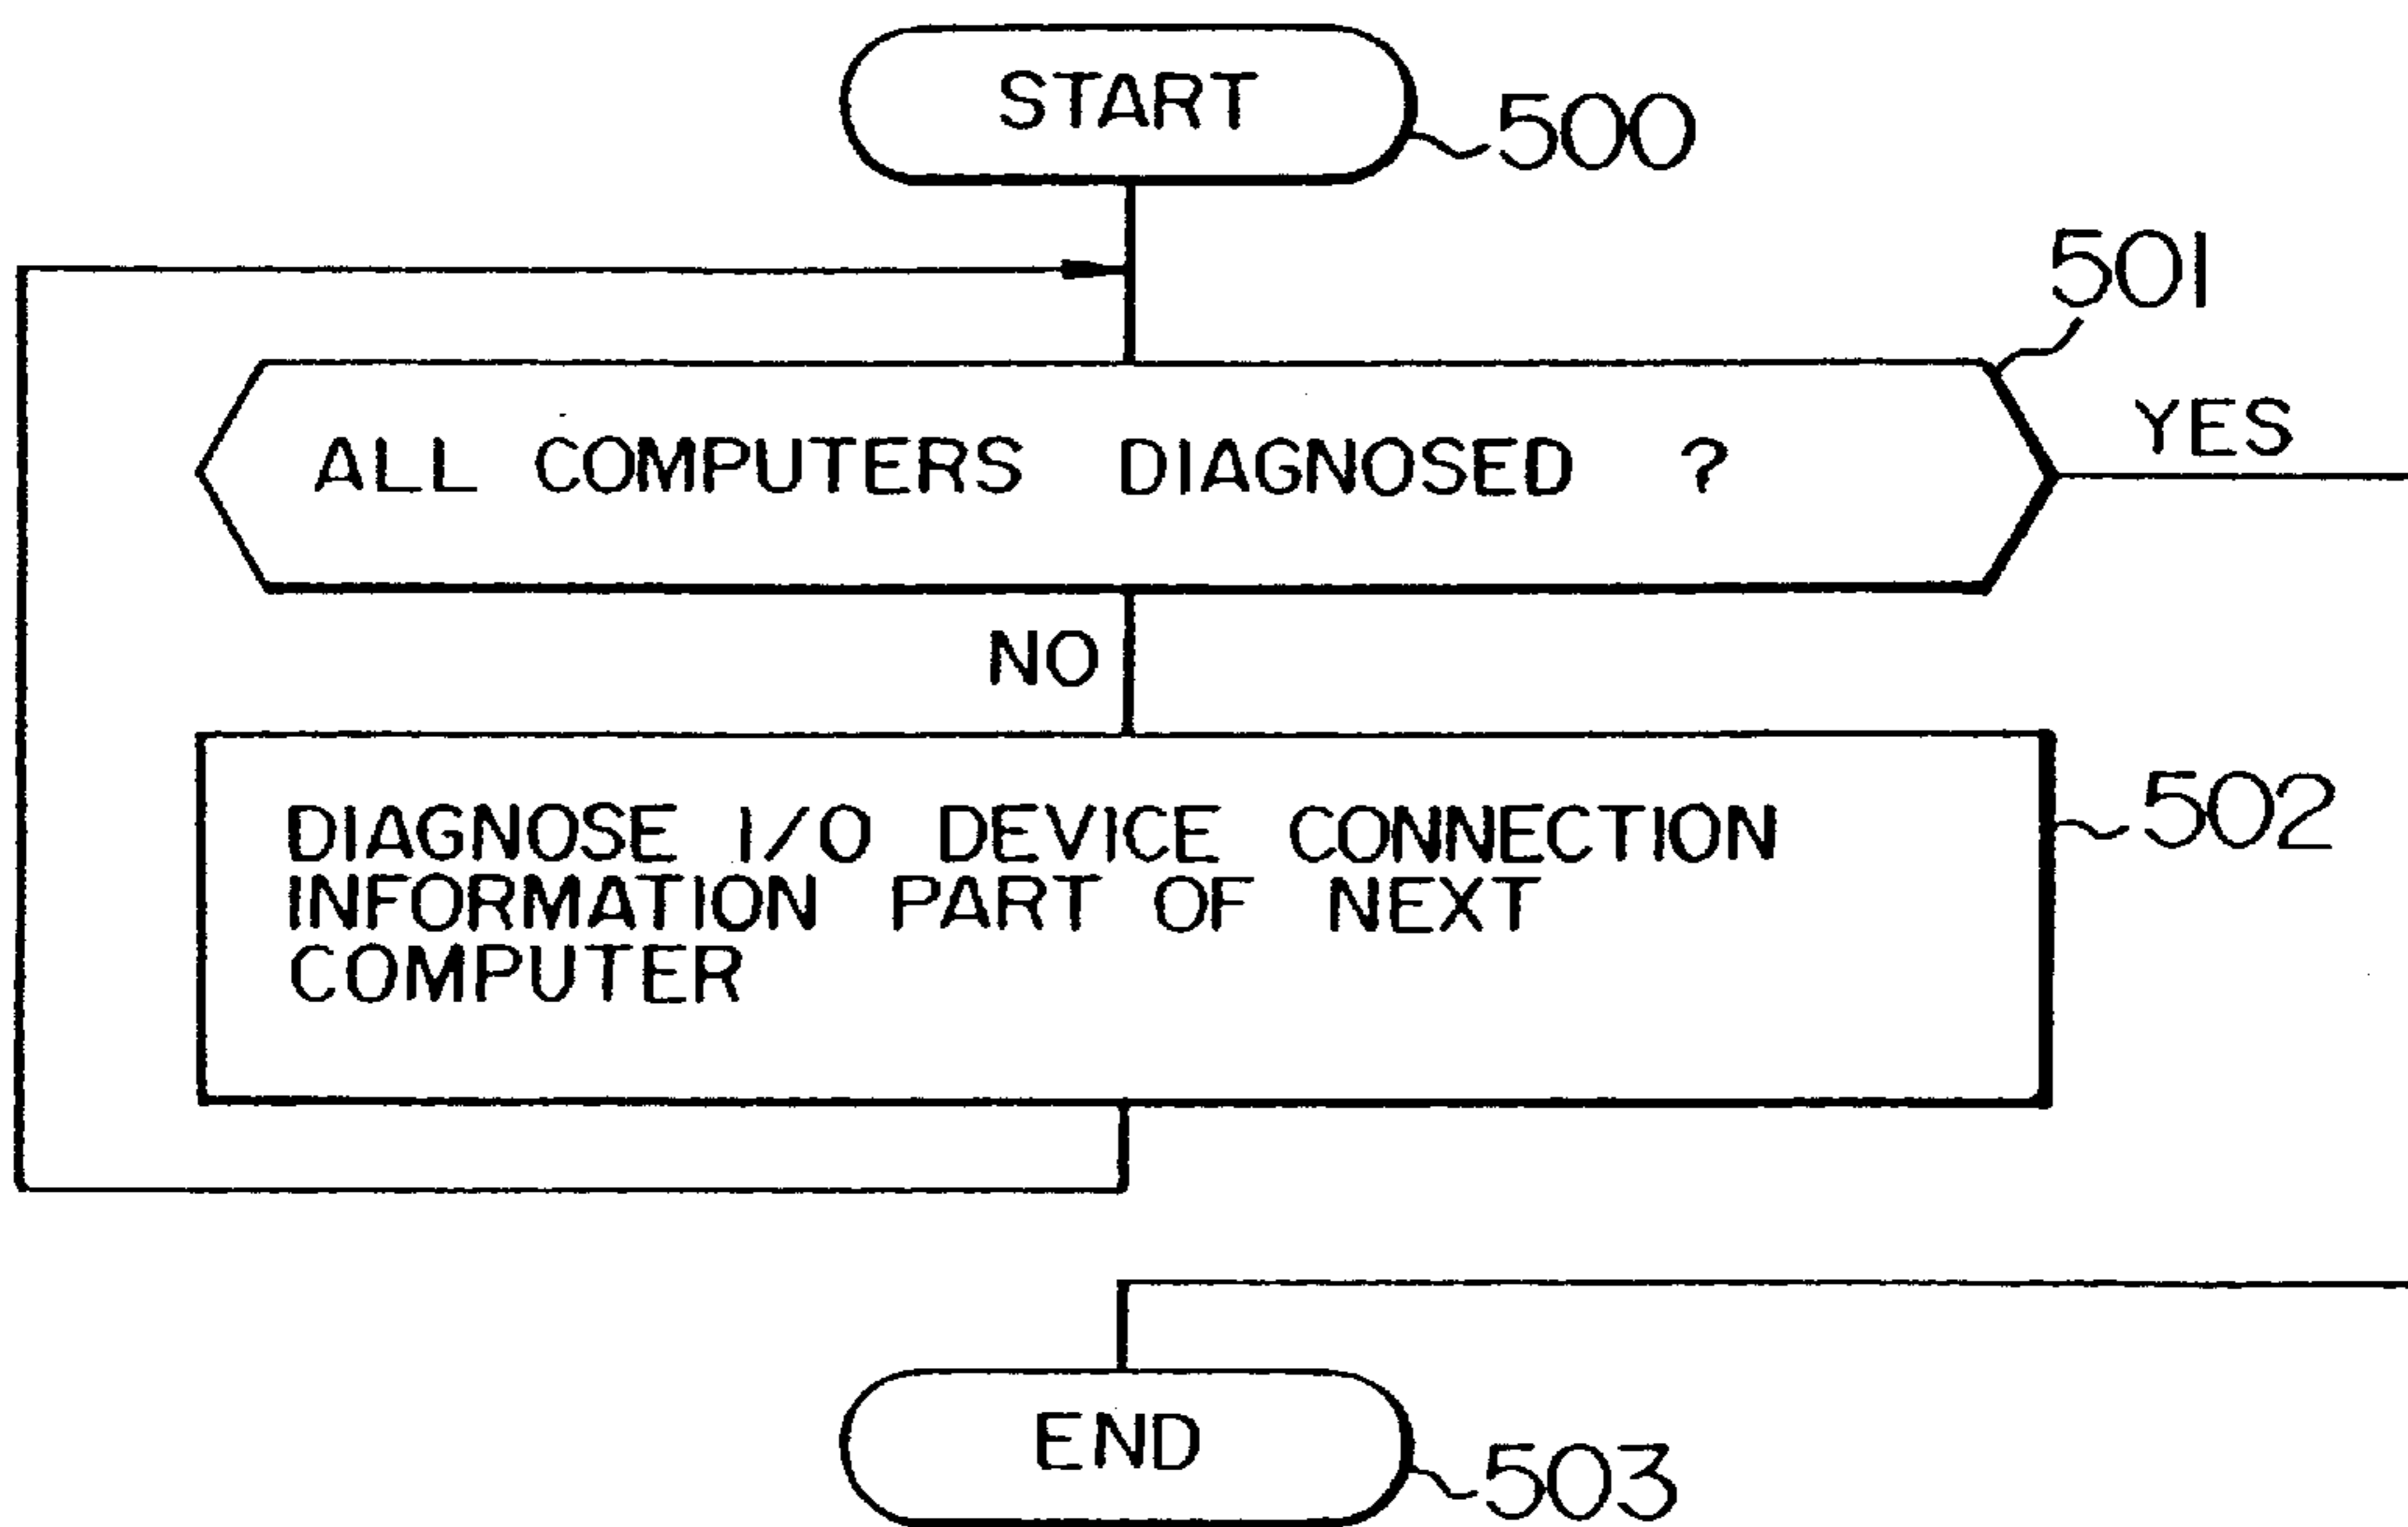 START
500
501
YES
ALL COMPUTERS DIAGNOSED ?
NO
DIAGNOSE I/O DEVICE CONNECTION
INFORMATION PART OF NEXT
COMPUTER
502
END
503